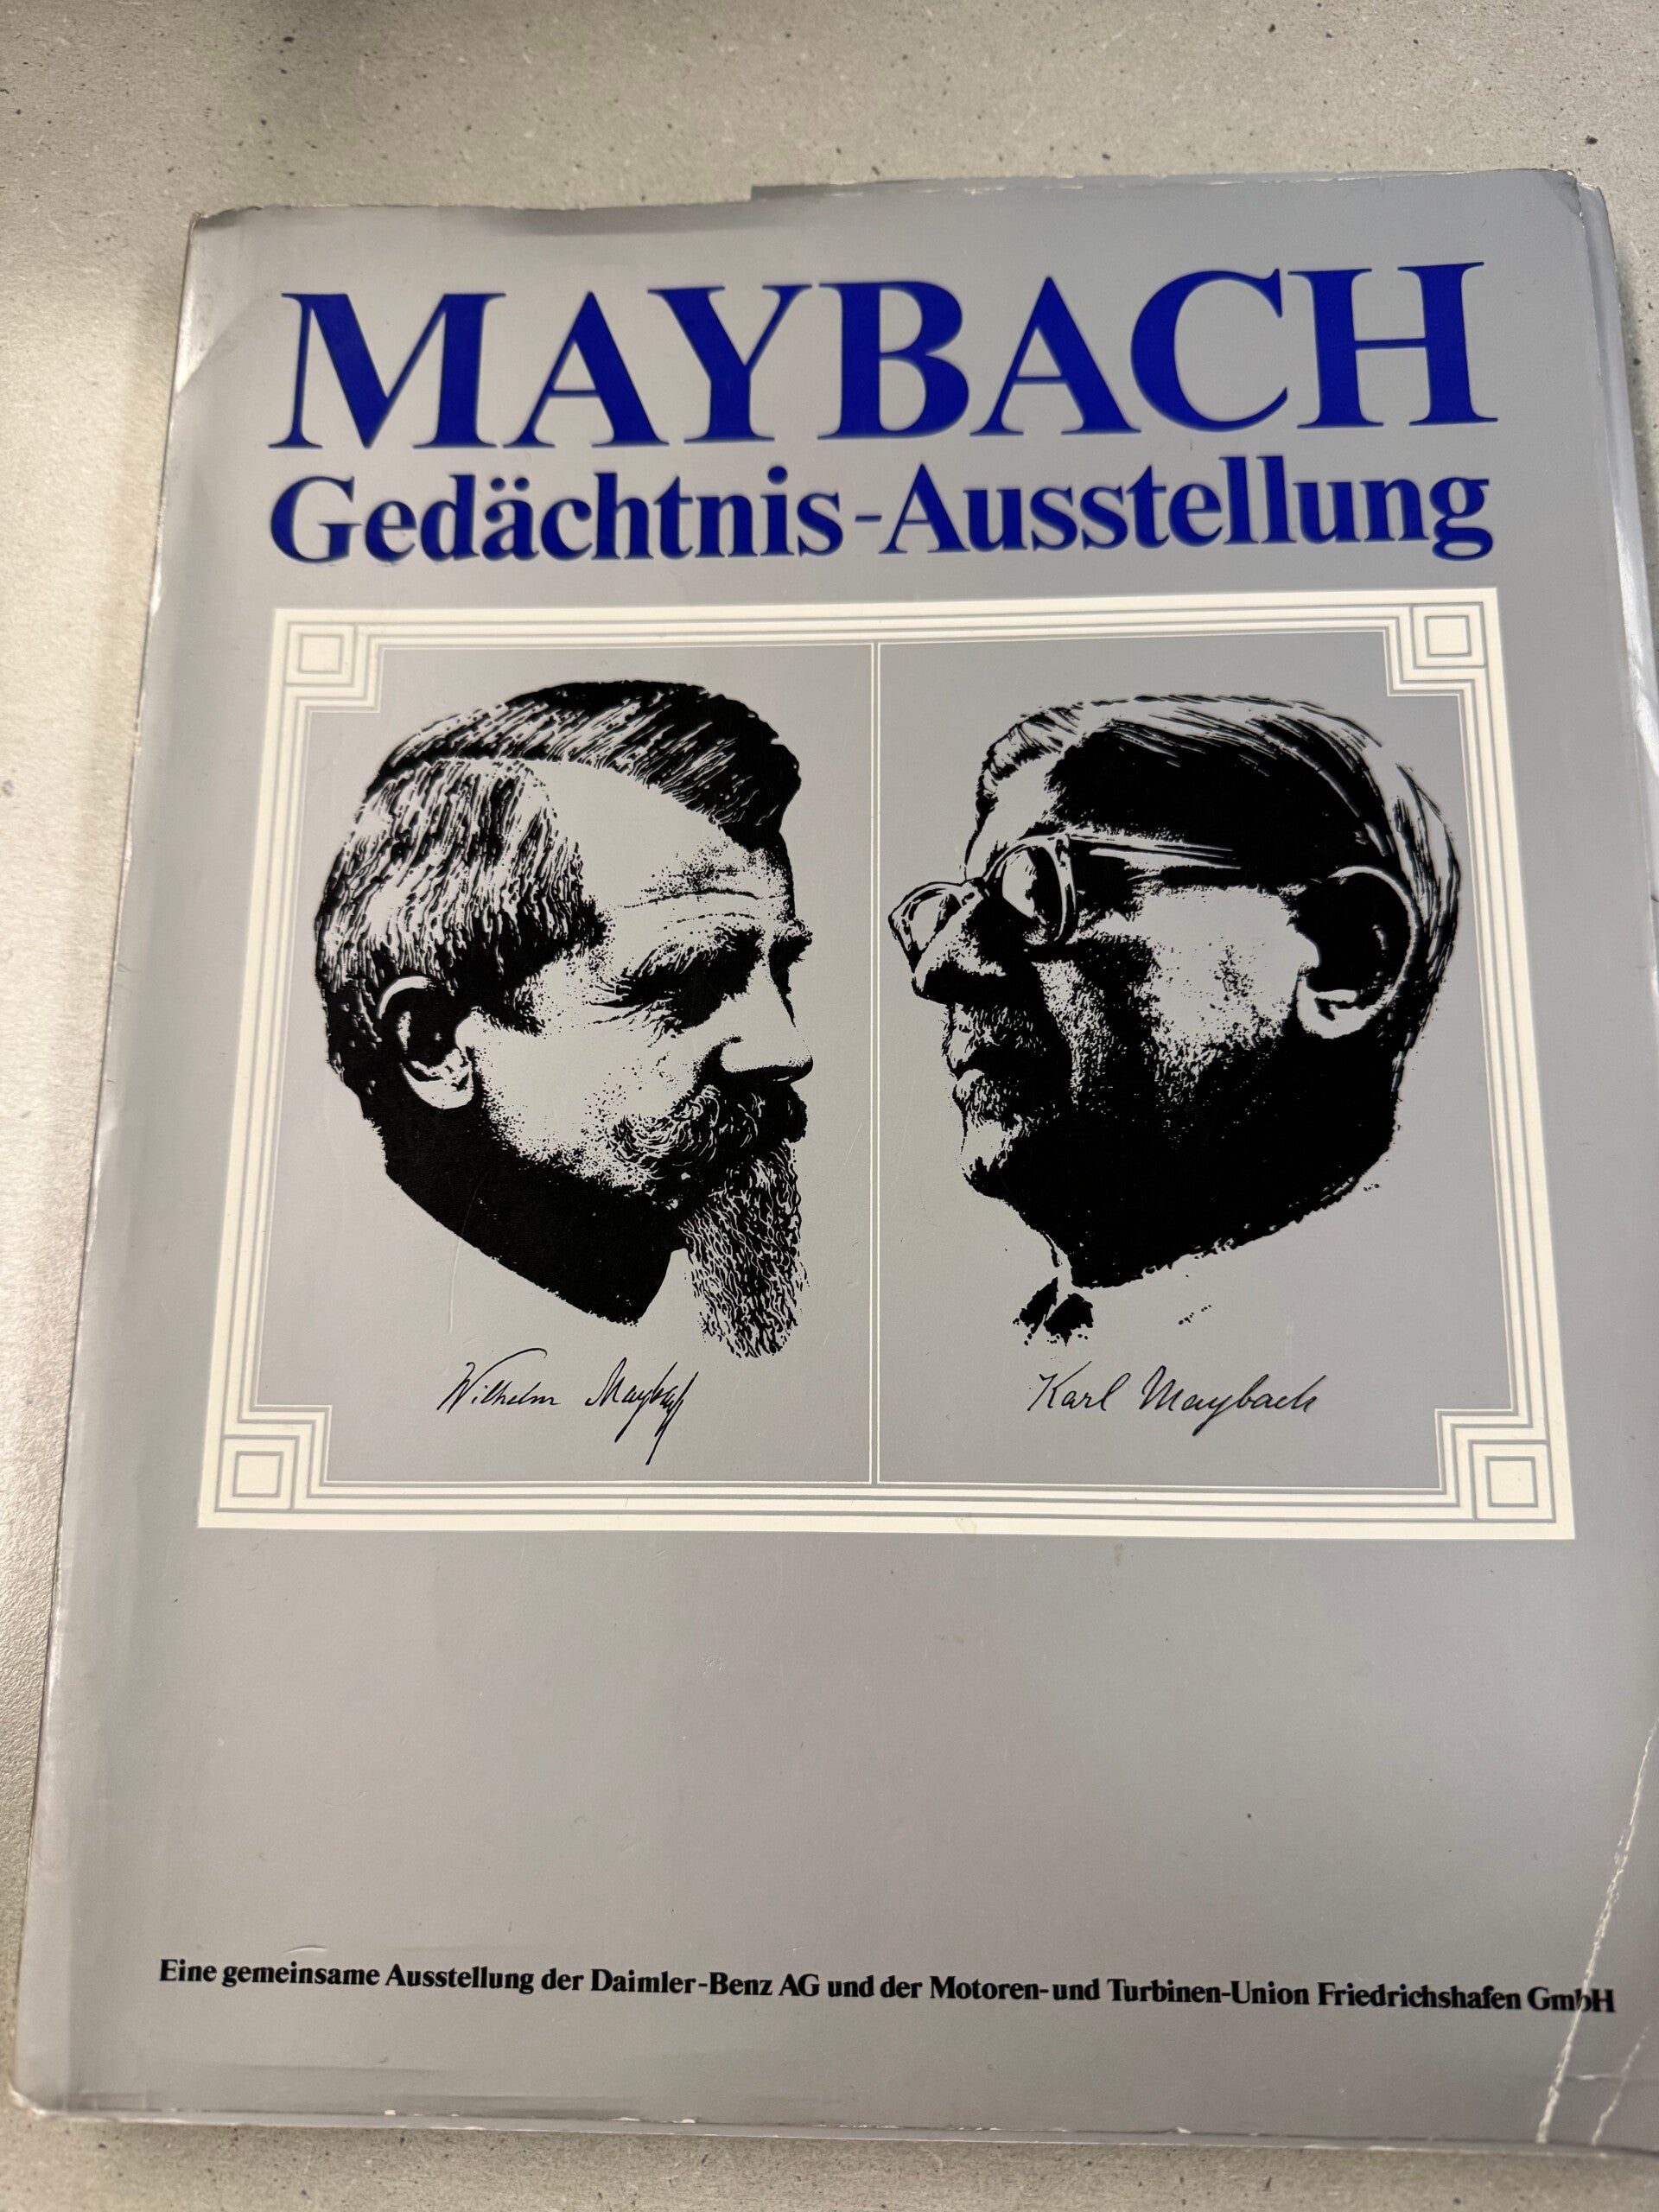 MAYBACH
Gedächtnis-Ausstellung
Wilhelm Maybach
Karl Maybach
Eine gemeinsame Ausstellung der Daimler-Benz AG und der Motoren-und Turbinen-Union Friedrichshafen GmbH